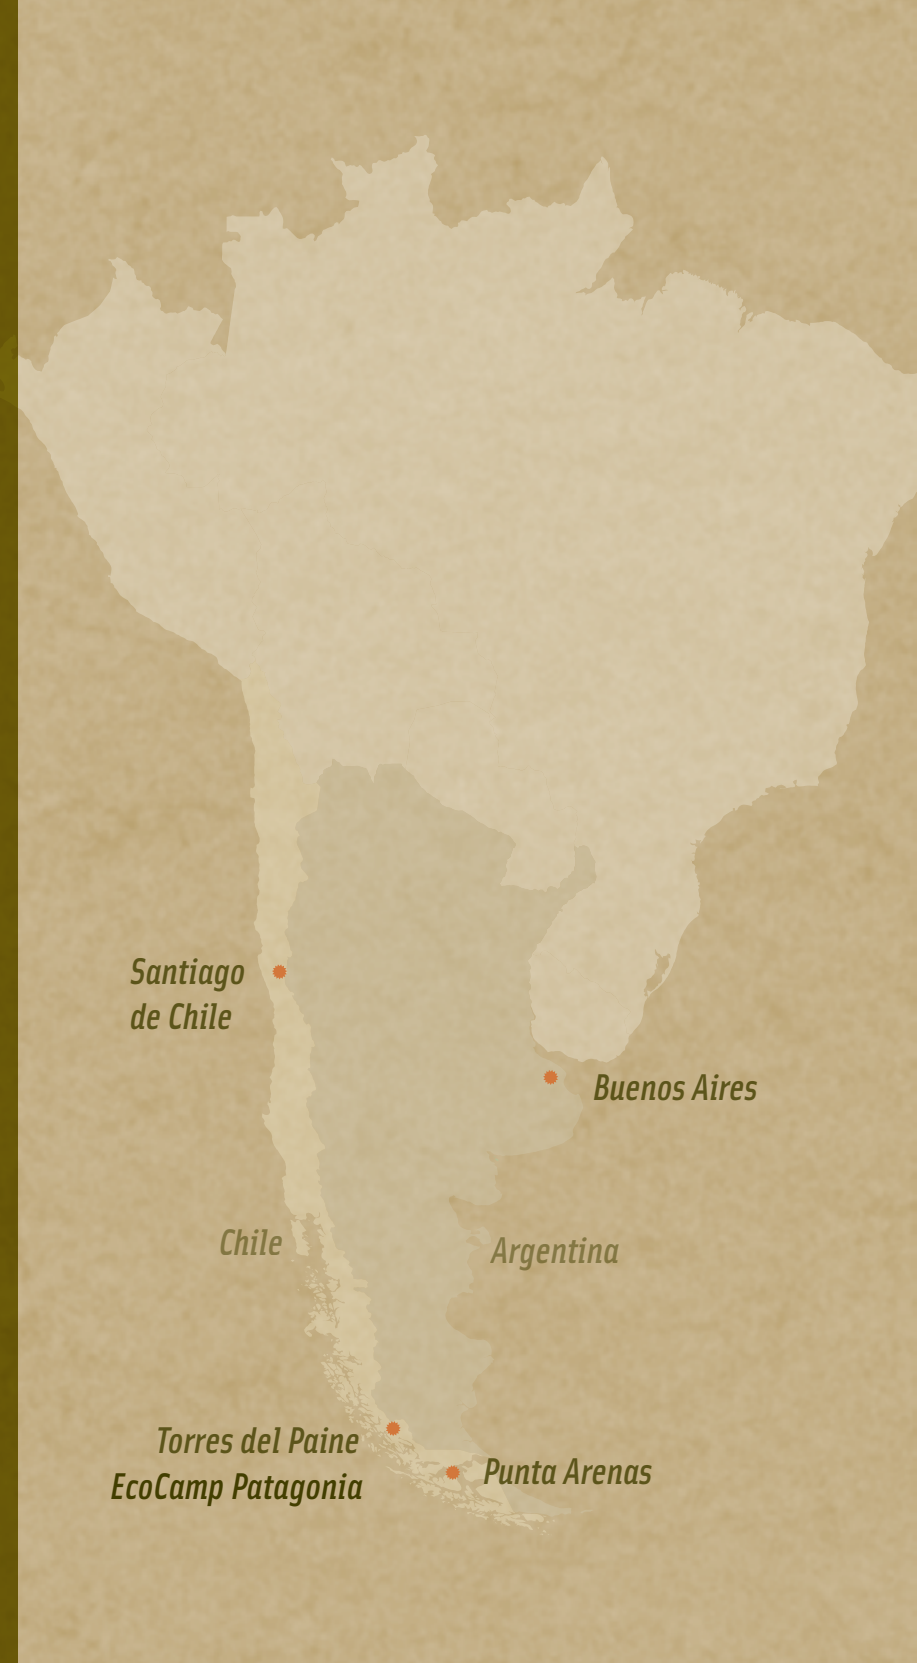 Santiago
de Chile
Buenos Aires
Chile
Argentina
Torres del Paine
EcoCamp Patagonia
Punta Arenas